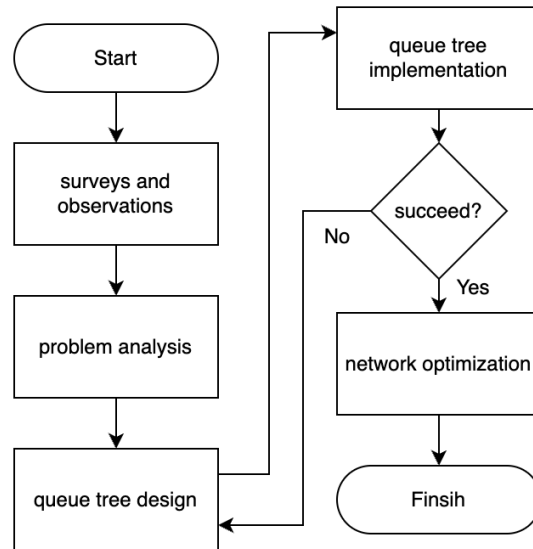 Start
surveys and
observations
problem analysis
queue tree design
queue tree
implementation
succeed?
No
Yes
network optimization
Finsih